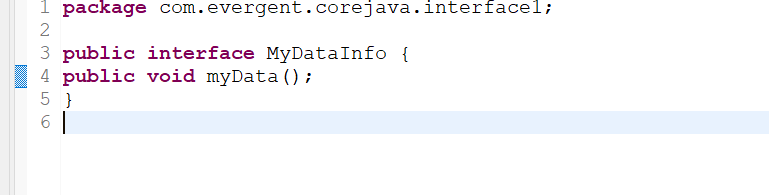 1 package com.evergent.corejava.interface1;
2
3 public interface MyDataInfo {
4 public void myData();
5 }
6